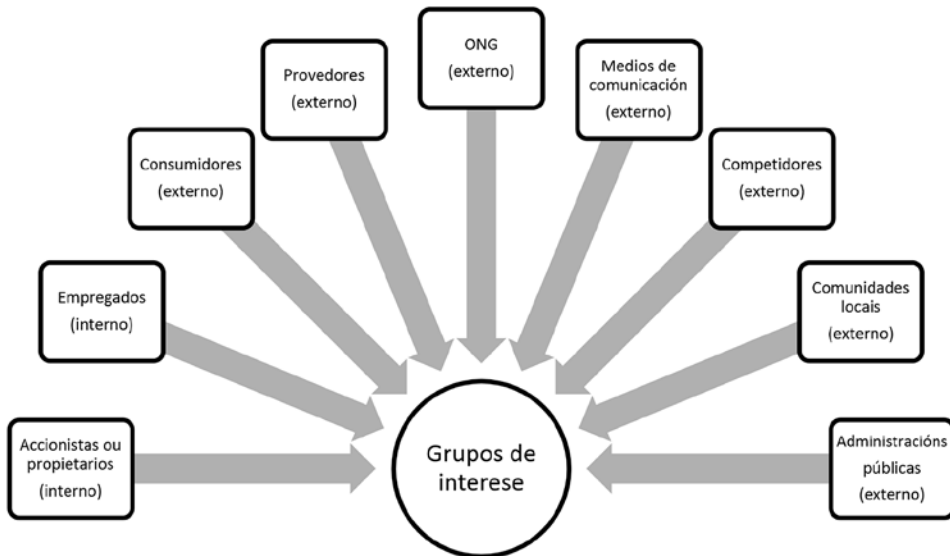 Accionistas ou
propietarios
(interno)
Empregados
(interno)
Consumidores
(externo)
Provedores
(externo)
ONG
(externo)
Medios de
comunicación
(externo)
Competidores
(externo)
Comunidades
locais
(externo)
Administracións
públicas
(externo)
Grupos de
interese